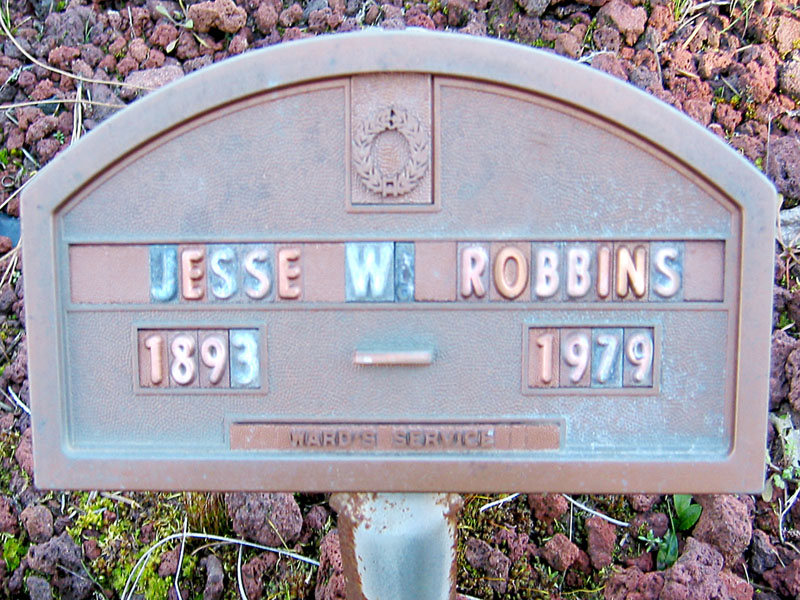 JESSE W. ROBBINS
1893 — 1979
WARD'S SERVICE